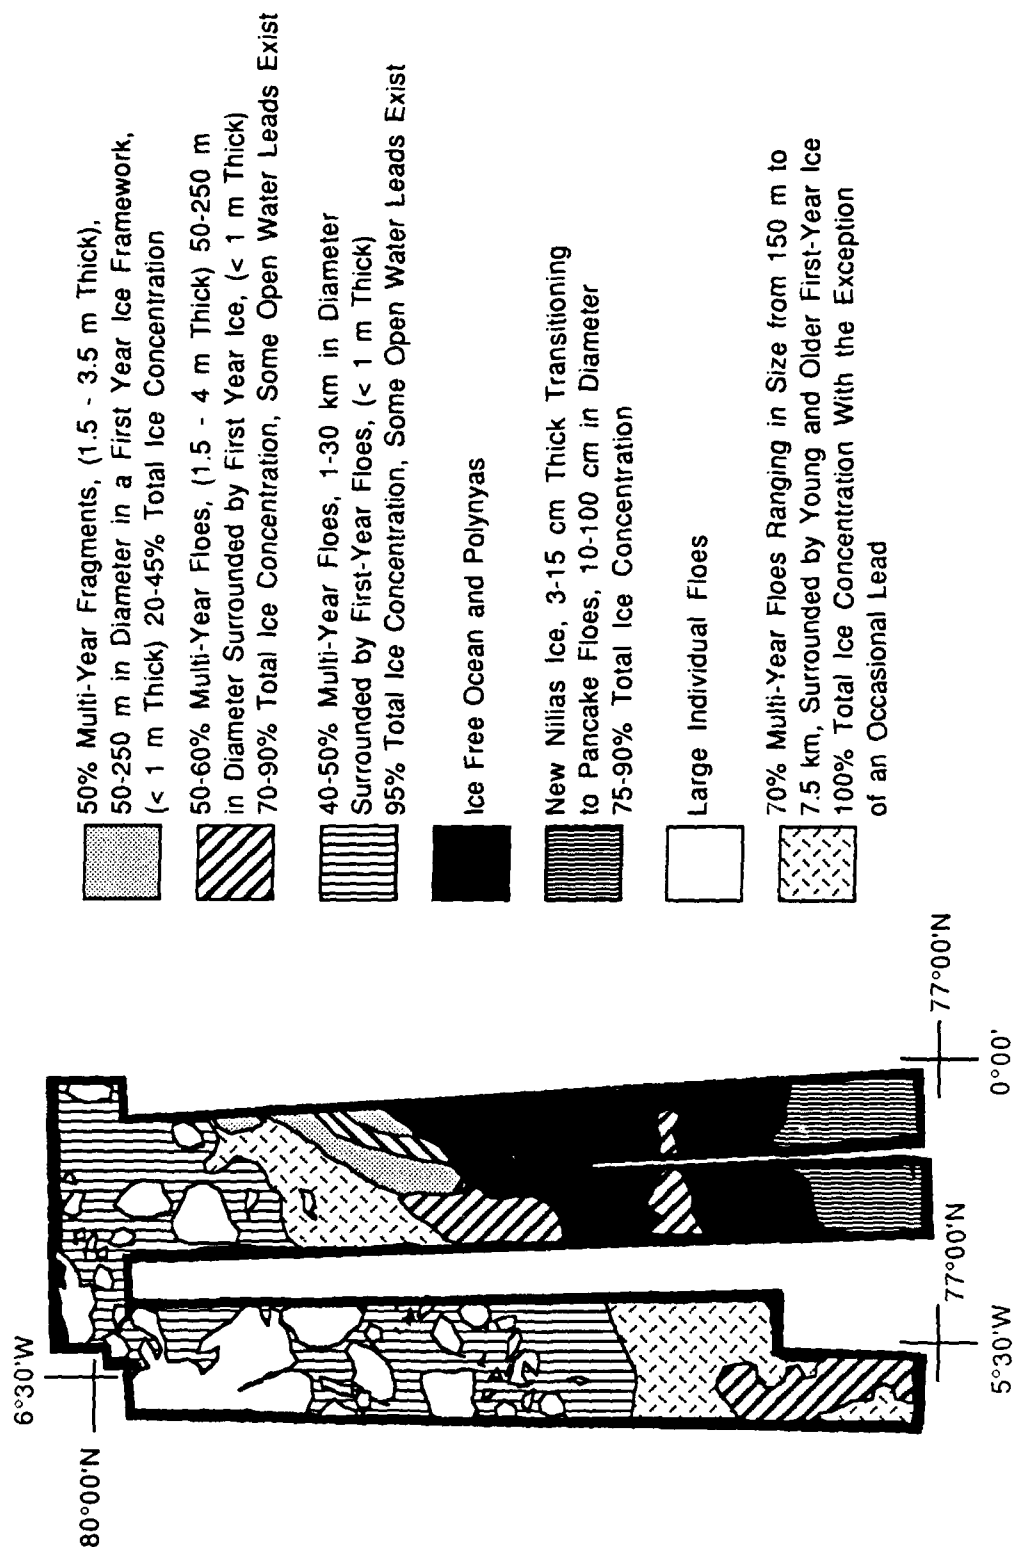 50% Multi-Year Fragments, (1.5 - 3.5 m Thick),
50-250 m in Diameter in a First Year Ice Framework,
(< 1 m Thick) 20-45% Total Ice Concentration
50-60% Multi-Year Floes, (1.5 - 4 m Thick) 50-250 m
in Diameter Surrounded by First Year Ice, (< 1 m Thick)
70-90% Total Ice Concentration, Some Open Water Leads Exist
40-50% Multi-Year Floes, 1-30 km in Diameter
Surrounded by First-Year Floes, (< 1 m Thick)
95% Total Ice Concentration, Some Open Water Leads Exist
Ice Free Ocean and Polynyas
New Nilias Ice, 3-15 cm Thick Transitioning
to Pancake Floes, 10-100 cm in Diameter
75-90% Total Ice Concentration
Large Individual Floes
70% Multi-Year Floes Ranging in Size from 150 m to
7.5 km, Surrounded by Young and Older First-Year Ice
100% Total Ice Concentration With the Exception
of an Occasional Lead
6°30'W
80°00'N
77°00'N
0°00'
77°00'N
5°30'W